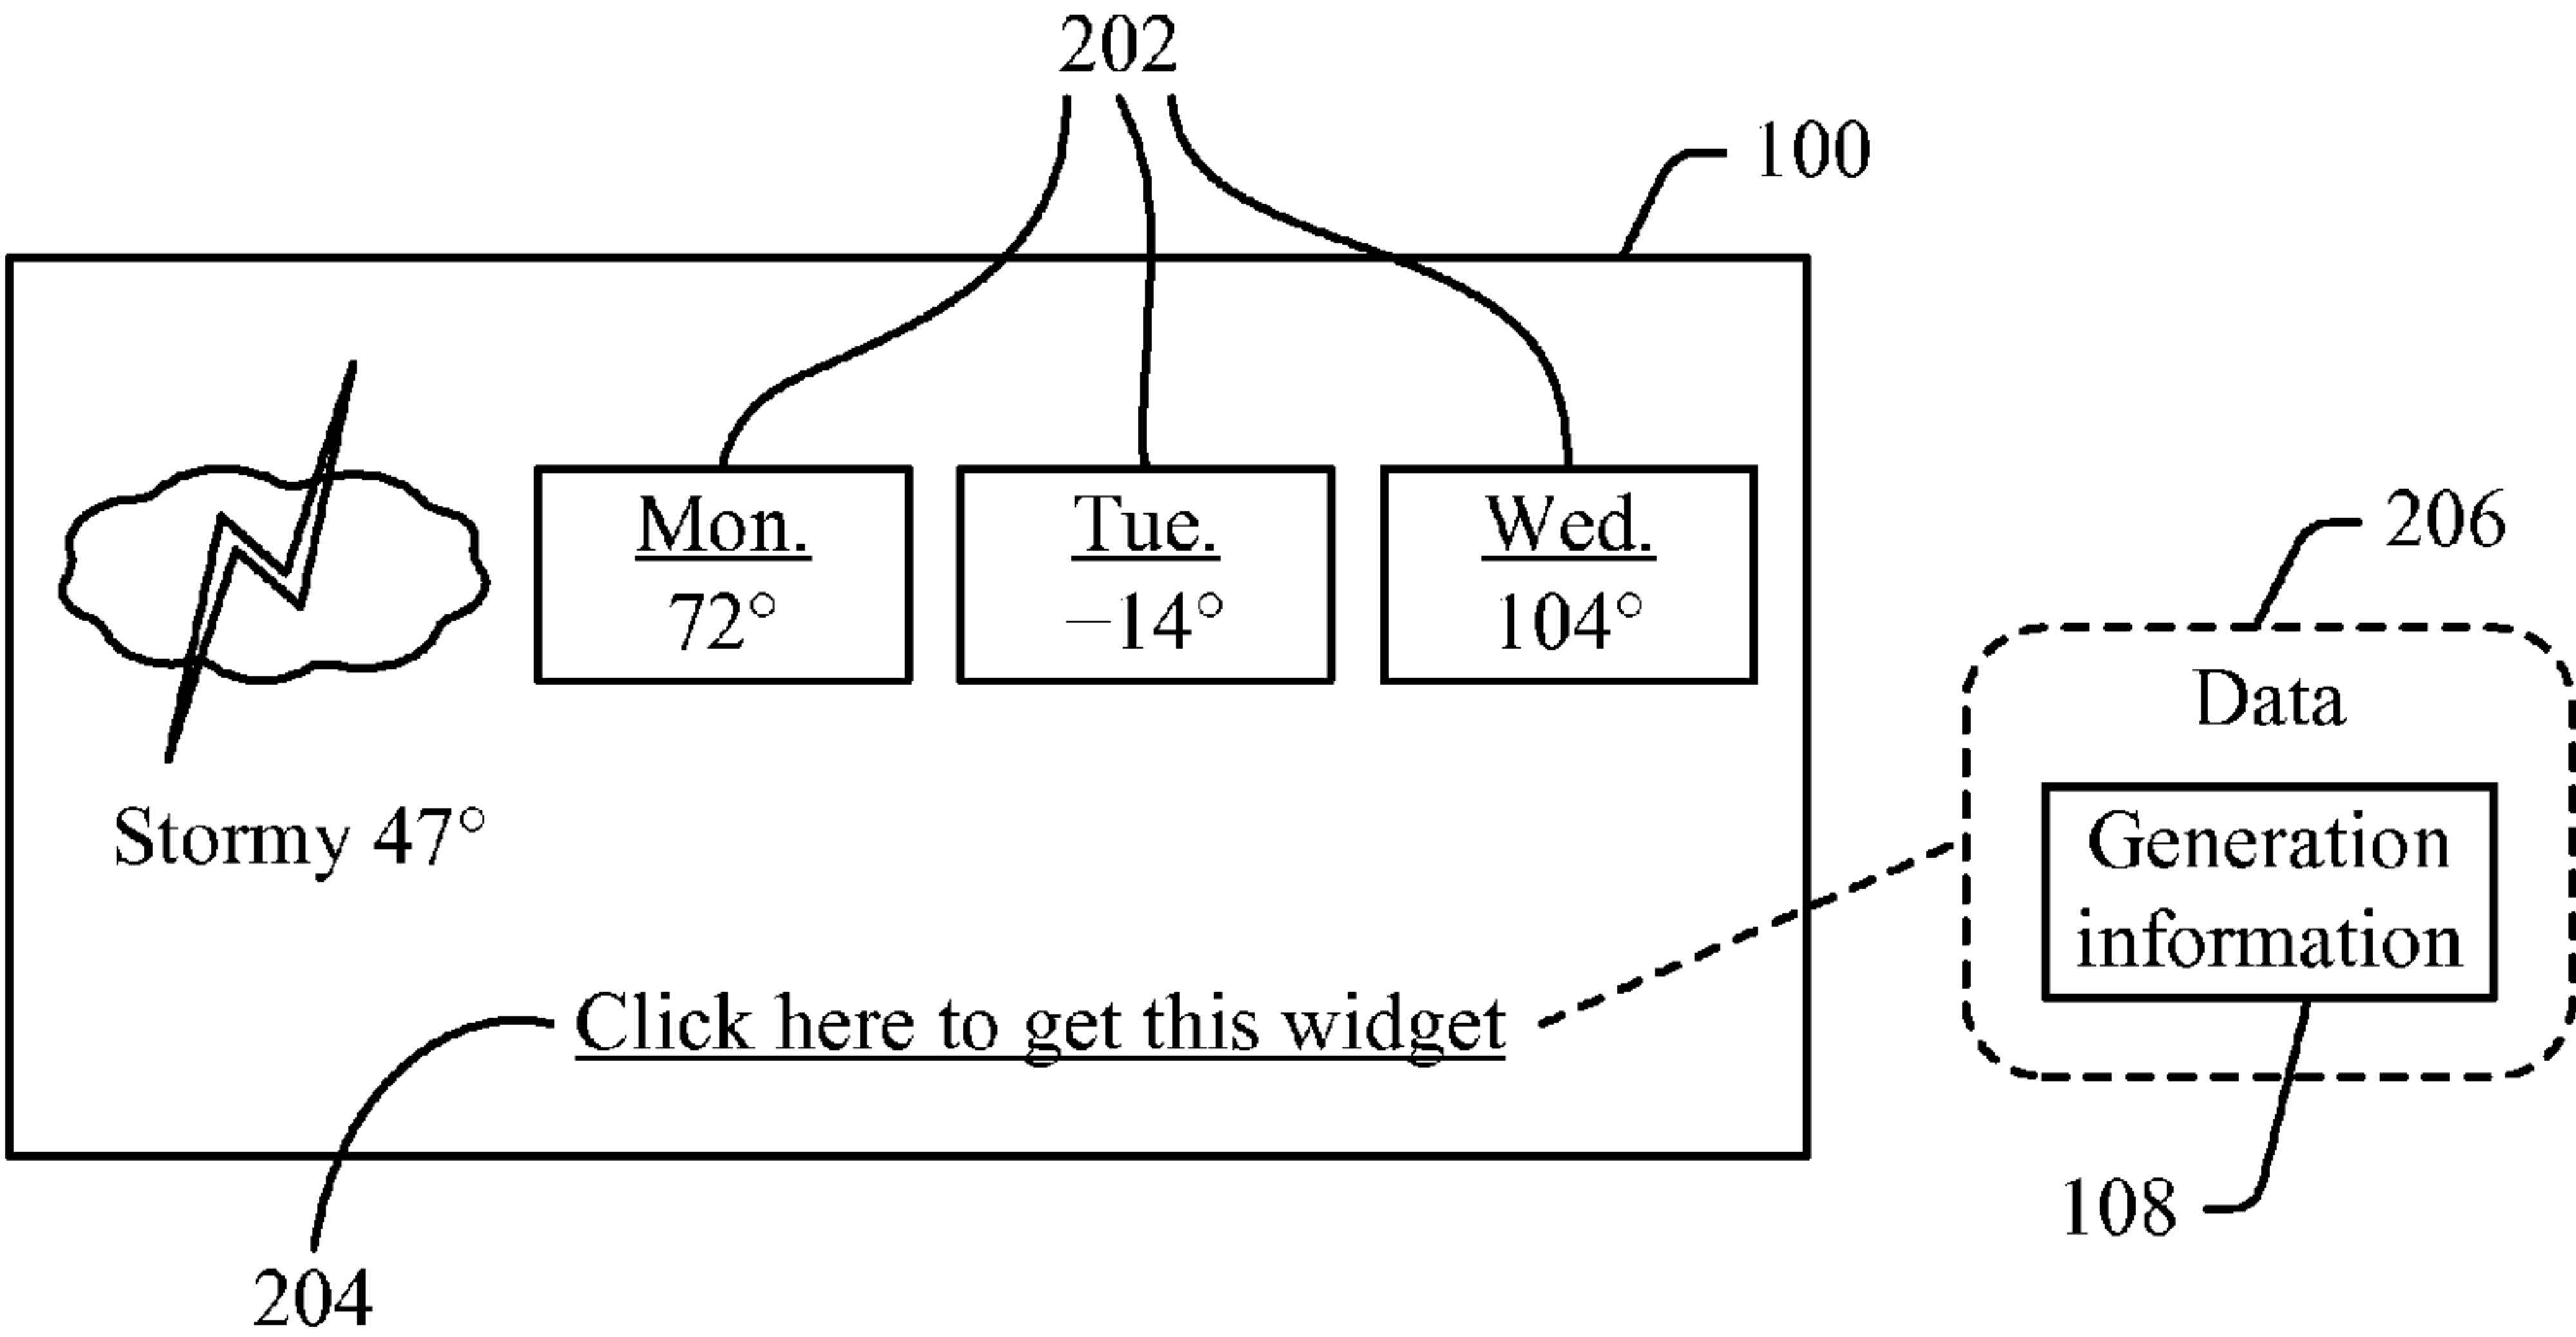 202
100
Mon.
72°
Tue.
−14°
Wed.
104°
206
Data
Stormy 47°
Generation
information
Click here to get this widget
108
204